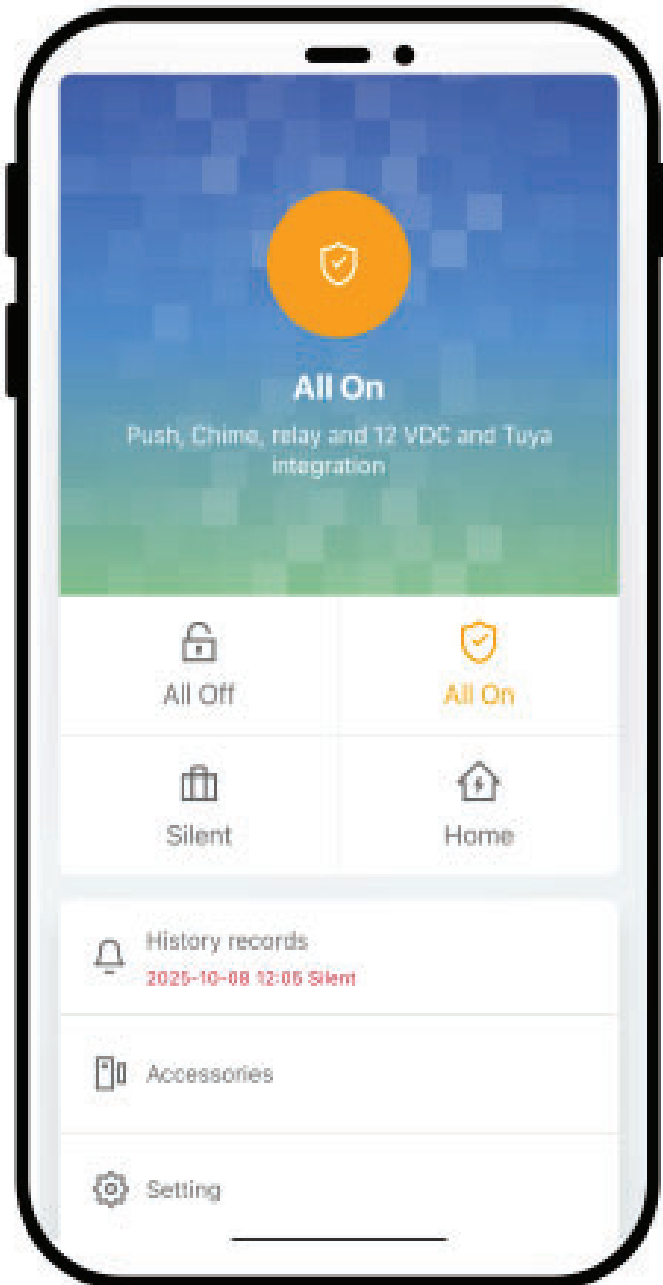 All On
Push, Chime, relay and 12 VDC and Tuya
integration
All Off
All On
Silent
Home
History records
2025-10-08 12:05 Silent
Accessories
Setting